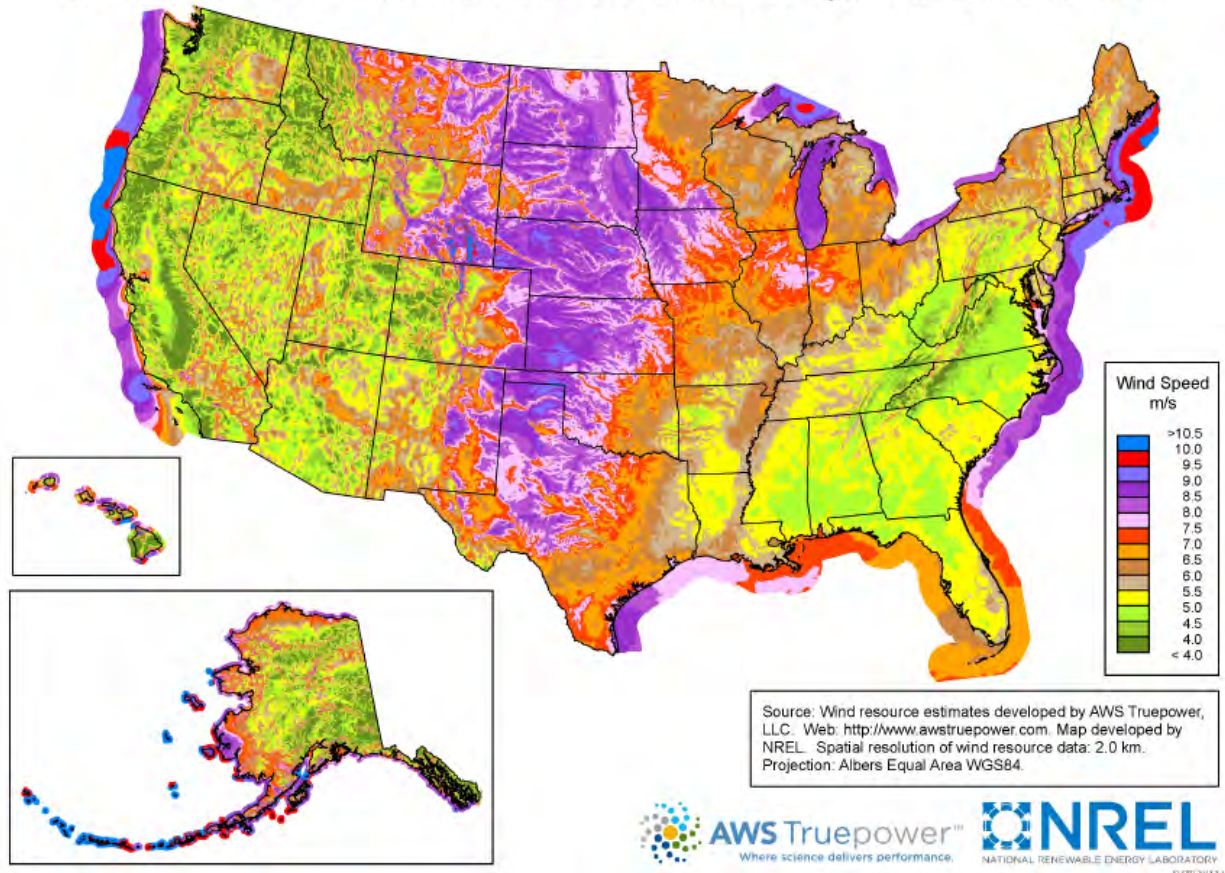 Wind Speed
m/s
>10.5
10.0
9.5
9.0
8.5
8.0
7.5
7.0
6.5
6.0
5.5
5.0
4.5
4.0
< 4.0
Source: Wind resource estimates developed by AWS Truepower,
LLC. Web: http://www.awstruepower.com. Map developed by
NREL. Spatial resolution of wind resource data: 2.0 km.
Projection: Albers Equal Area WGS84.
AWS Truepower™
Where science delivers performance.
NREL
NATIONAL RENEWABLE ENERGY LABORATORY